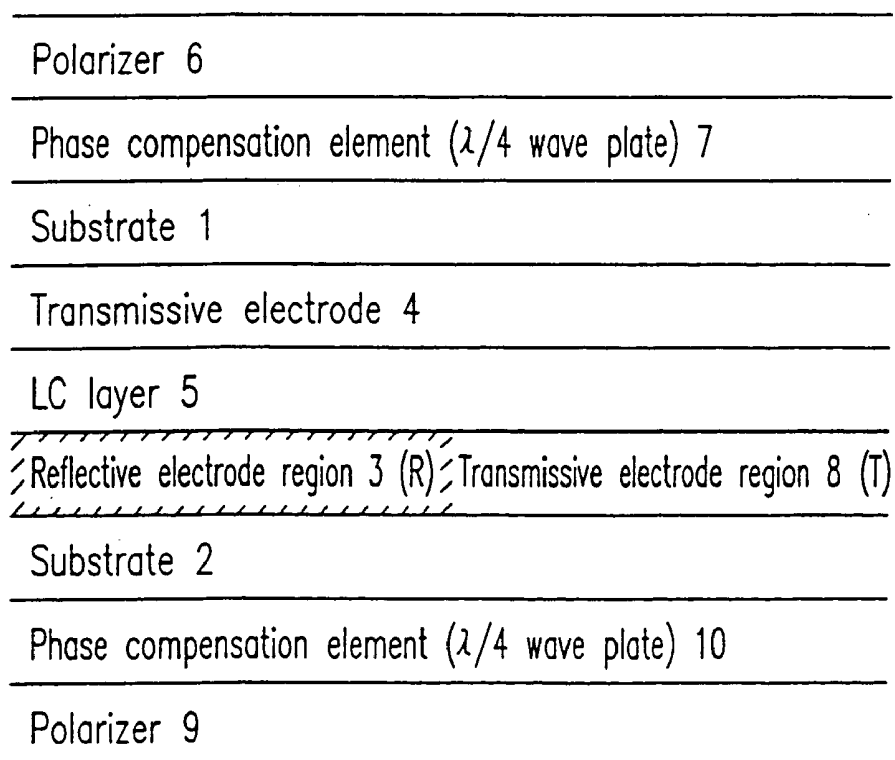 Polarizer 6
Phase compensation element (λ/4 wave plate) 7
Substrate 1
Transmissive electrode 4
LC layer 5
Reflective electrode region 3 (R) Transmissive electrode region 8 (T)
Substrate 2
Phase compensation element (λ/4 wave plate) 10
Polarizer 9